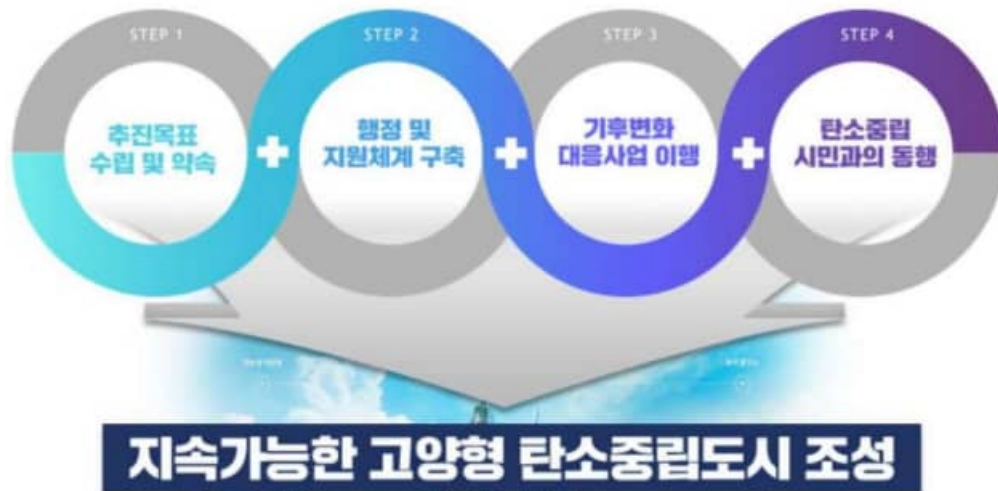 STEP 1
추진목표
수립 및 약속
STEP 2
행정 및
지원체계 구축
STEP 3
기후변화
대응사업 이행
STEP 4
탄소중립
시민과의 동행
지속가능한 고양형 탄소중립도시 조성